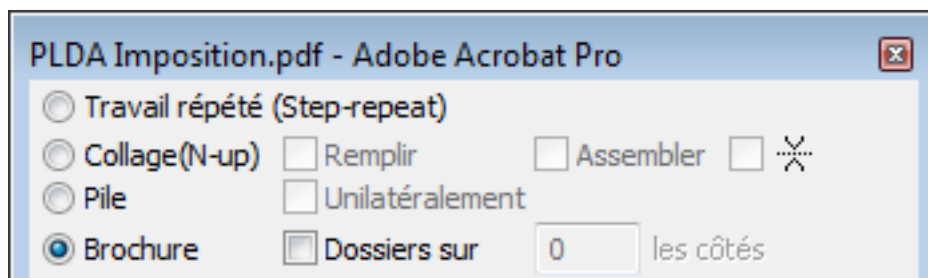 PLDA Imposition.pdf - Adobe Acrobat Pro
Travail répété (Step-repeat)
Collage(N-up) Remplir Assembler
Pile Unilatéralement
Brochure Dossiers sur 0 les côtés